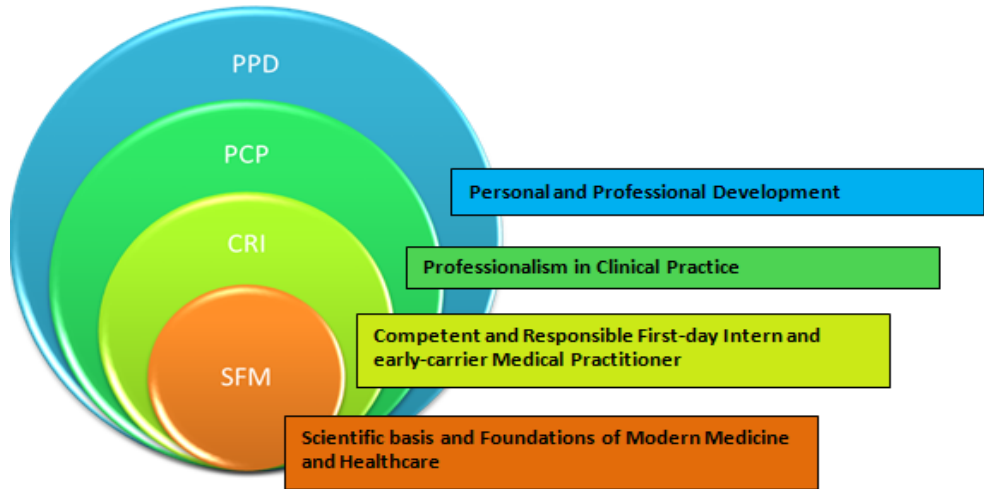 PPD
PCP
Personal and Professional Development
CRI
Professionalism in Clinical Practice
Competent and Responsible First-day Intern and
early-carrier Medical Practitioner
SFM
Scientific basis and Foundations of Modern Medicine
and Healthcare